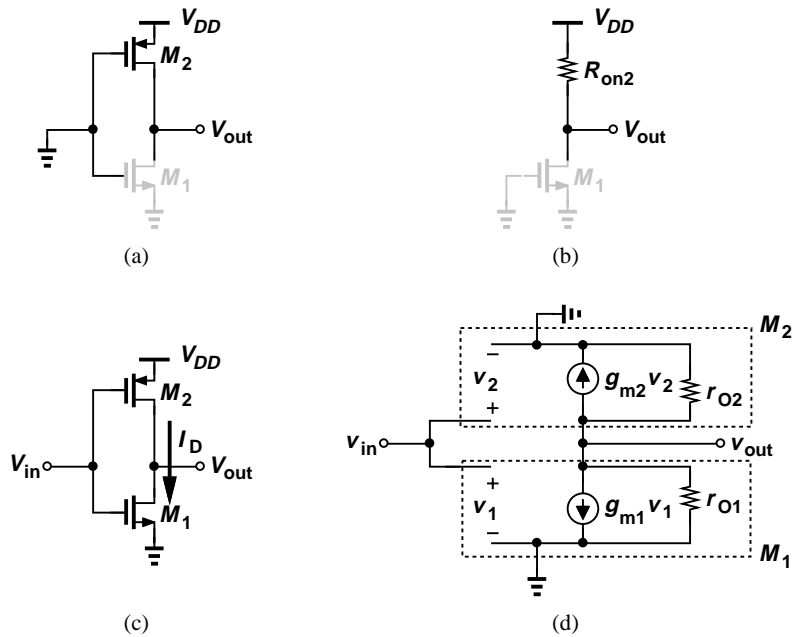 V_DD
M_2
V_out
M_1
(a)
V_DD
R_on2
V_out
M_1
(b)
V_DD
M_2
I_D
V_in
V_out
M_1
(c)
M_2
−
v_2
g_m2 v_2
r_O2
+
v_in
v_out
+
v_1
g_m1 v_1
r_O1
−
M_1
(d)